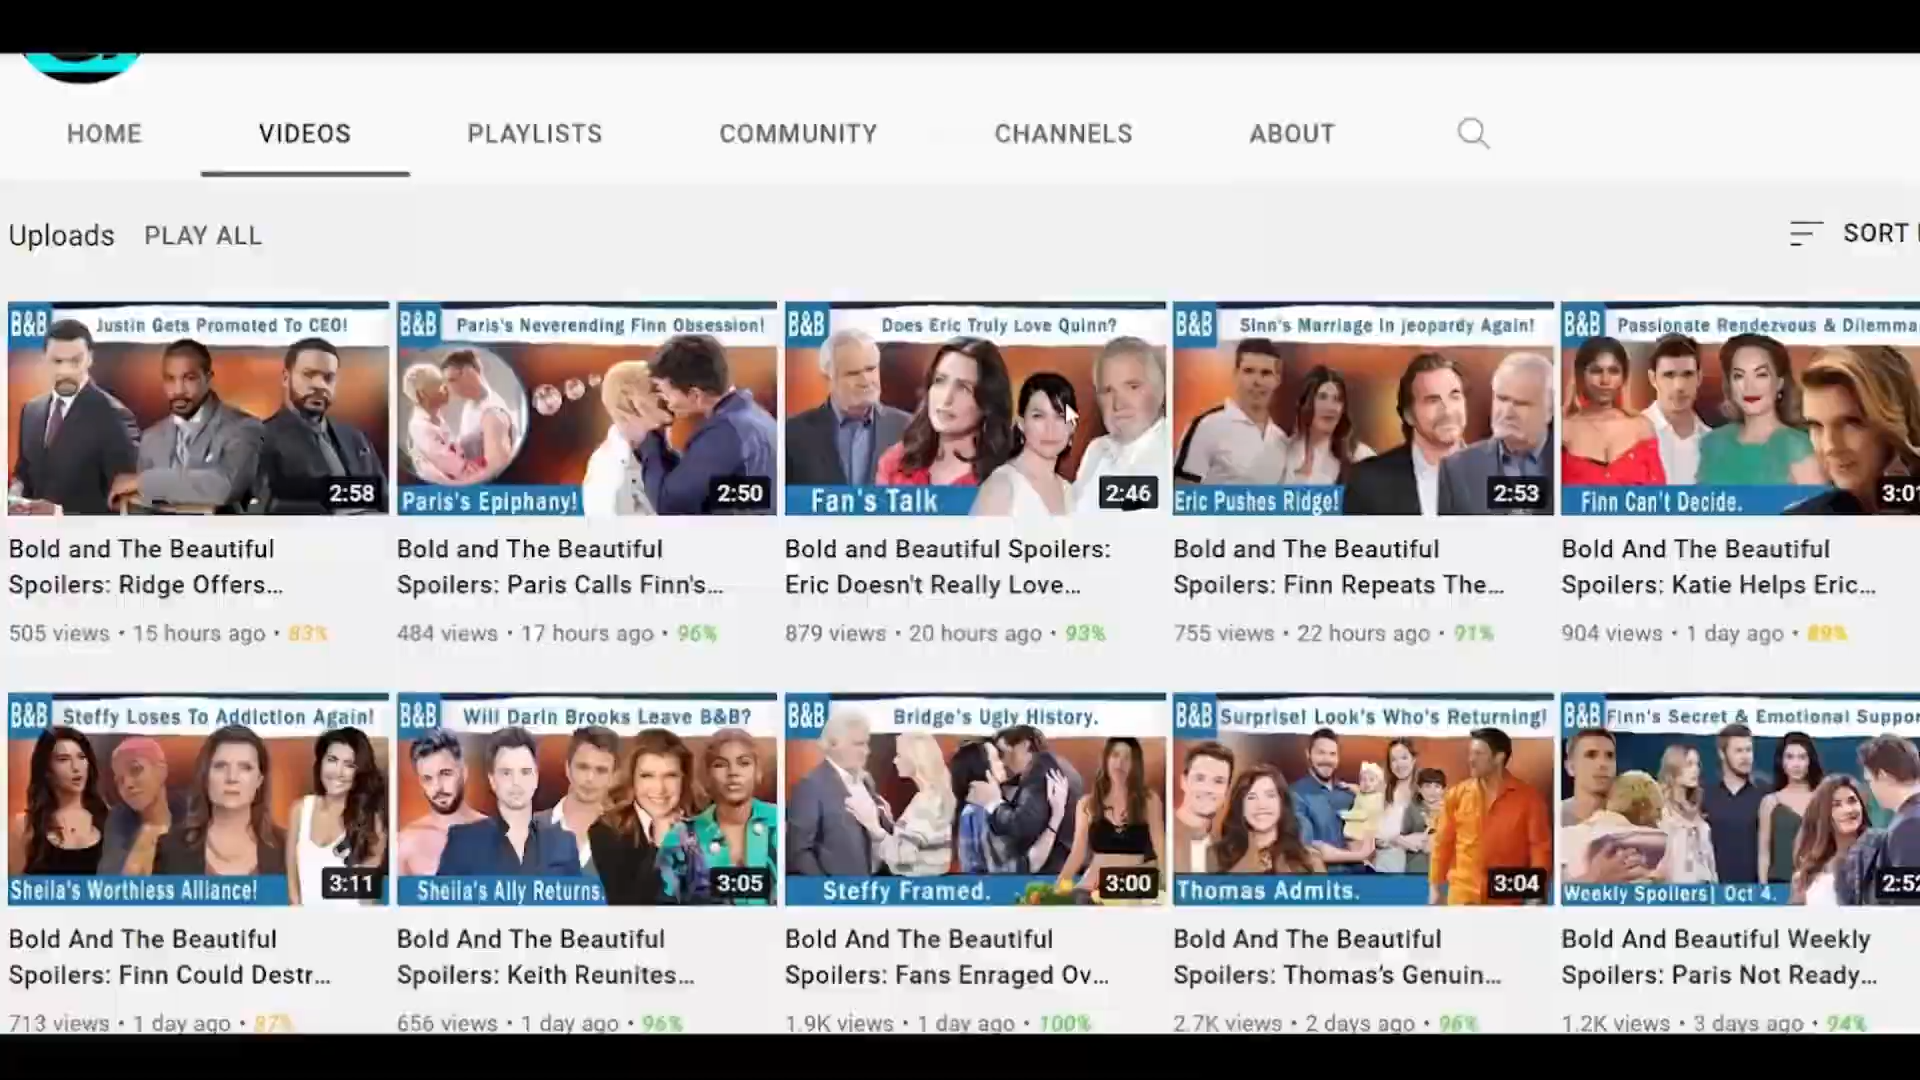 HOME VIDEOS PLAYLISTS COMMUNITY CHANNELS ABOUT
Uploads PLAY ALL SORT
B&B Justin Gets Promoted To CEO!
2:58
Bold and The Beautiful
Spoilers: Ridge Offers...
505 views • 15 hours ago • 83%
B&B Paris's Neverending Finn Obsession!
Paris's Epiphany! 2:50
Bold and The Beautiful
Spoilers: Paris Calls Finn's...
484 views • 17 hours ago • 96%
B&B Does Eric Truly Love Quinn?
Fan's Talk 2:46
Bold and Beautiful Spoilers:
Eric Doesn't Really Love...
879 views • 20 hours ago • 93%
B&B Sinn's Marriage In jeopardy Again!
Eric Pushes Ridge! 2:53
Bold and The Beautiful
Spoilers: Finn Repeats The...
755 views • 22 hours ago • 91%
B&B Passionate Rendezvous & Dilemma
Finn Can't Decide. 3:01
Bold And The Beautiful
Spoilers: Katie Helps Eric...
904 views • 1 day ago • 89%
B&B Steffy Loses To Addiction Again!
Sheila's Worthless Alliance! 3:11
Bold And The Beautiful
Spoilers: Finn Could Destr...
713 views • 1 day ago • 87%
B&B Will Darin Brooks Leave B&B?
Sheila's Ally Returns. 3:05
Bold And The Beautiful
Spoilers: Keith Reunites...
656 views • 1 day ago • 96%
B&B Bridge's Ugly History.
Steffy Framed. 3:00
Bold And The Beautiful
Spoilers: Fans Enraged Ov...
1.9K views • 1 day ago • 100%
B&B Surprise! Look's Who's Returning!
Thomas Admits. 3:04
Bold And The Beautiful
Spoilers: Thomas's Genuin...
2.7K views • 2 days ago • 96%
B&B Finn's Secret & Emotional Suppor
Weekly Spoilers| Oct 4. 2:52
Bold And Beautiful Weekly
Spoilers: Paris Not Ready...
1.2K views • 3 days ago • 94%